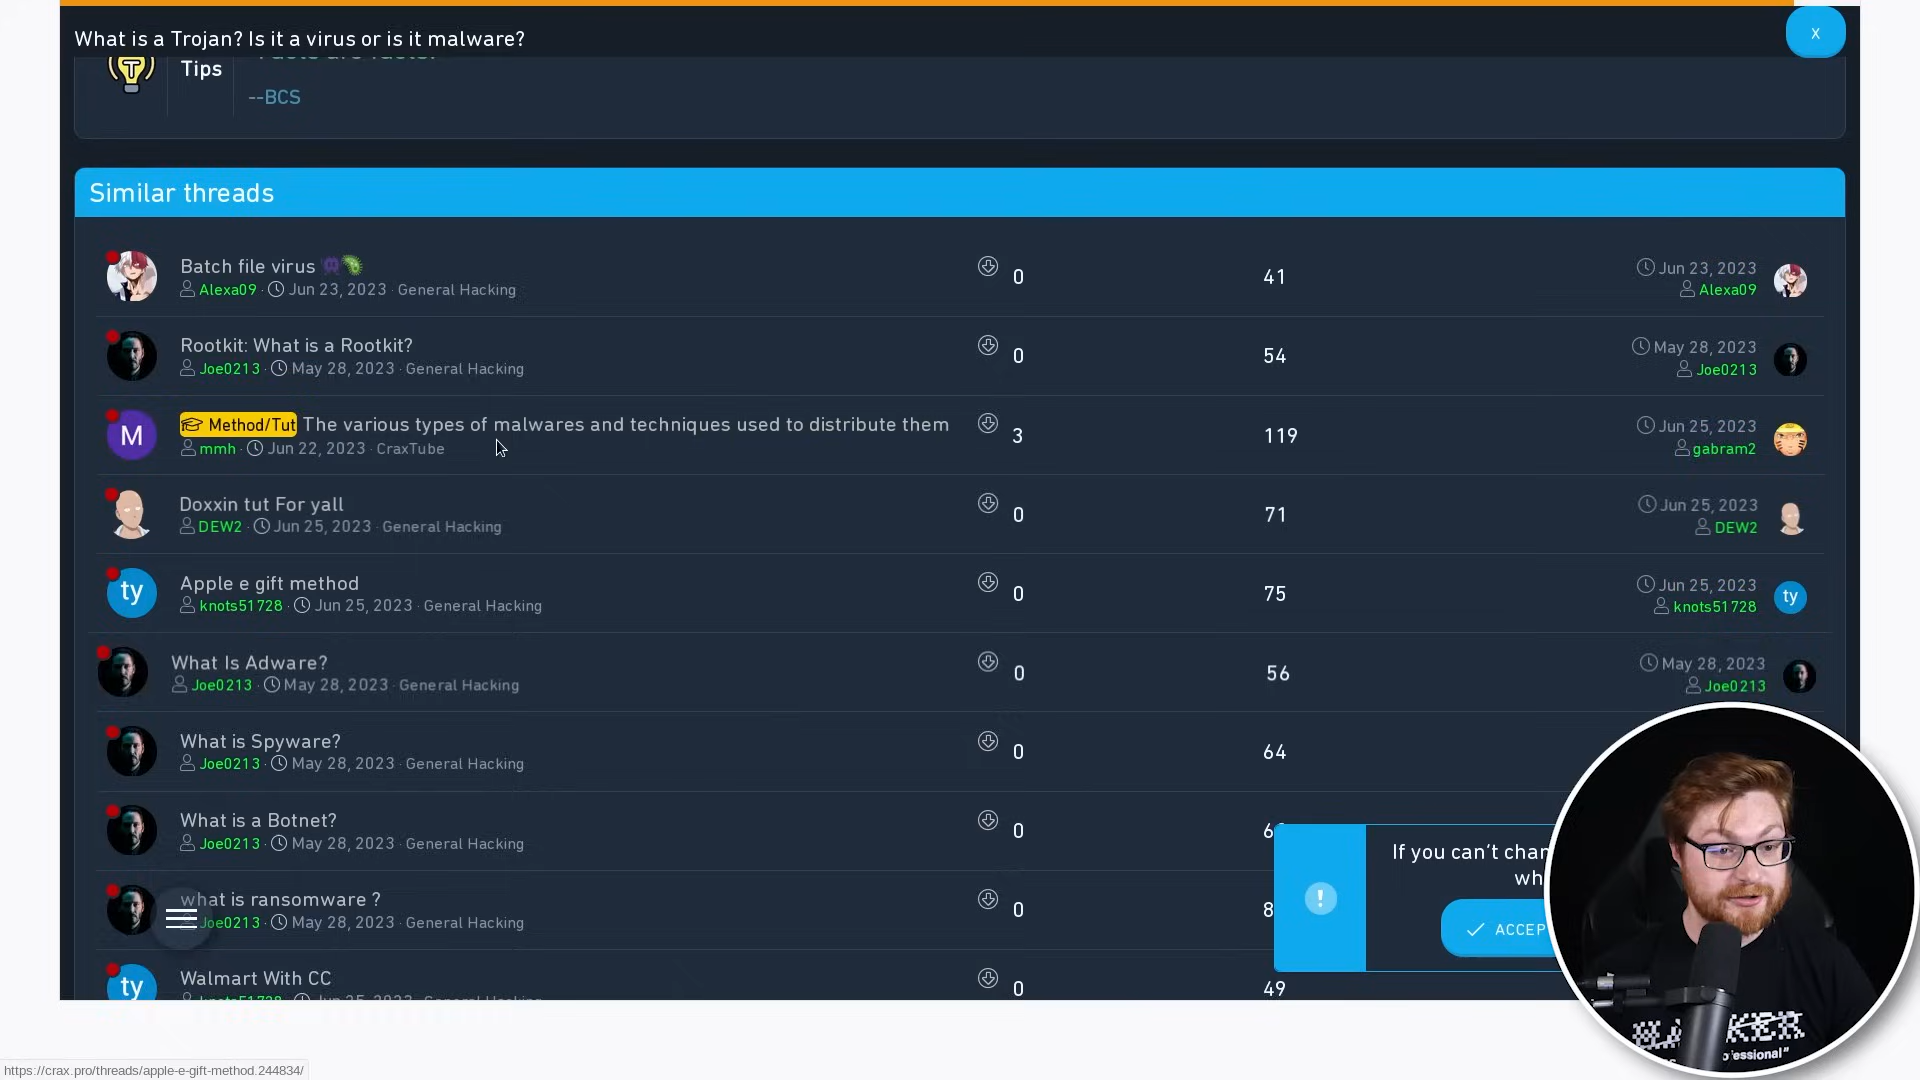 What is a Trojan? Is it a virus or is it malware?
x
Tips
--BCS
Similar threads
Batch file virus
0
41
Jun 23, 2023
Alexa09 · Jun 23, 2023 · General Hacking
Alexa09
Rootkit: What is a Rootkit?
0
54
May 28, 2023
Joe0213 · May 28, 2023 · General Hacking
Joe0213
Method/Tut The various types of malwares and techniques used to distribute them
3
119
Jun 25, 2023
mmh · Jun 22, 2023 · CraxTube
gabram2
M
Doxxin tut For yall
0
71
Jun 25, 2023
DEW2 · Jun 25, 2023 · General Hacking
DEW2
Apple e gift method
0
75
Jun 25, 2023
knots51728 · Jun 25, 2023 · General Hacking
knots51728
ty
ty
What Is Adware?
0
56
May 28, 2023
Joe0213 · May 28, 2023 · General Hacking
Joe0213
What is Spyware?
0
64
Joe0213 · May 28, 2023 · General Hacking
What is a Botnet?
0
Joe0213 · May 28, 2023 · General Hacking
If you can't
what is ransomware ?
0
Joe0213 · May 28, 2023 · General Hacking
Walmart With CC
0
49
ty
https://crax.pro/threads/apple-e-gift-method.244834/